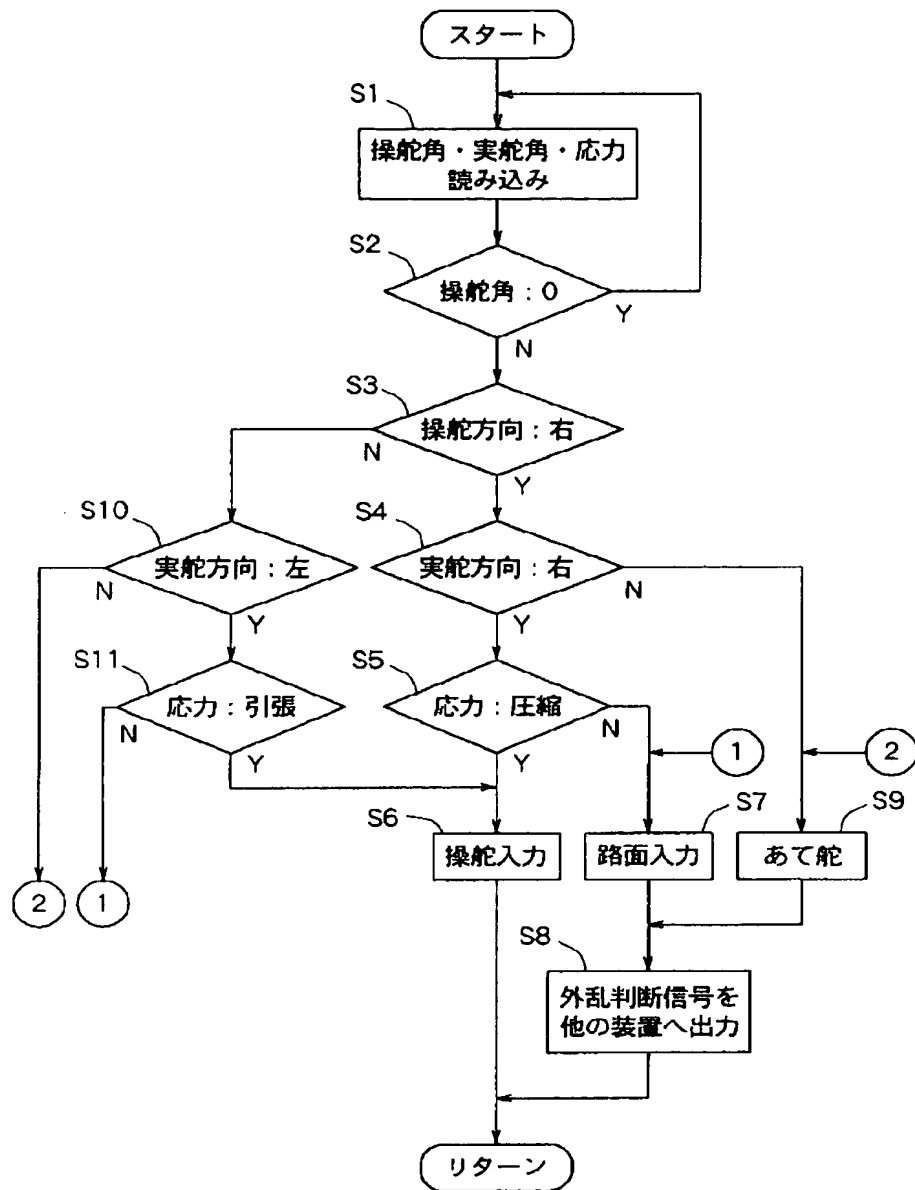 スタート
S1
操舵角・実舵角・応力
読み込み
S2
操舵角：0
Y
N
S3
操舵方向：右
N
Y
S10
実舵方向：左
N
Y
S4
実舵方向：右
N
Y
S11
応力：引張
N
Y
S5
応力：圧縮
N
Y
1
2
S6
操舵入力
S7
路面入力
S9
あて舵
2
1
S8
外乱判断信号を
他の装置へ出力
リターン